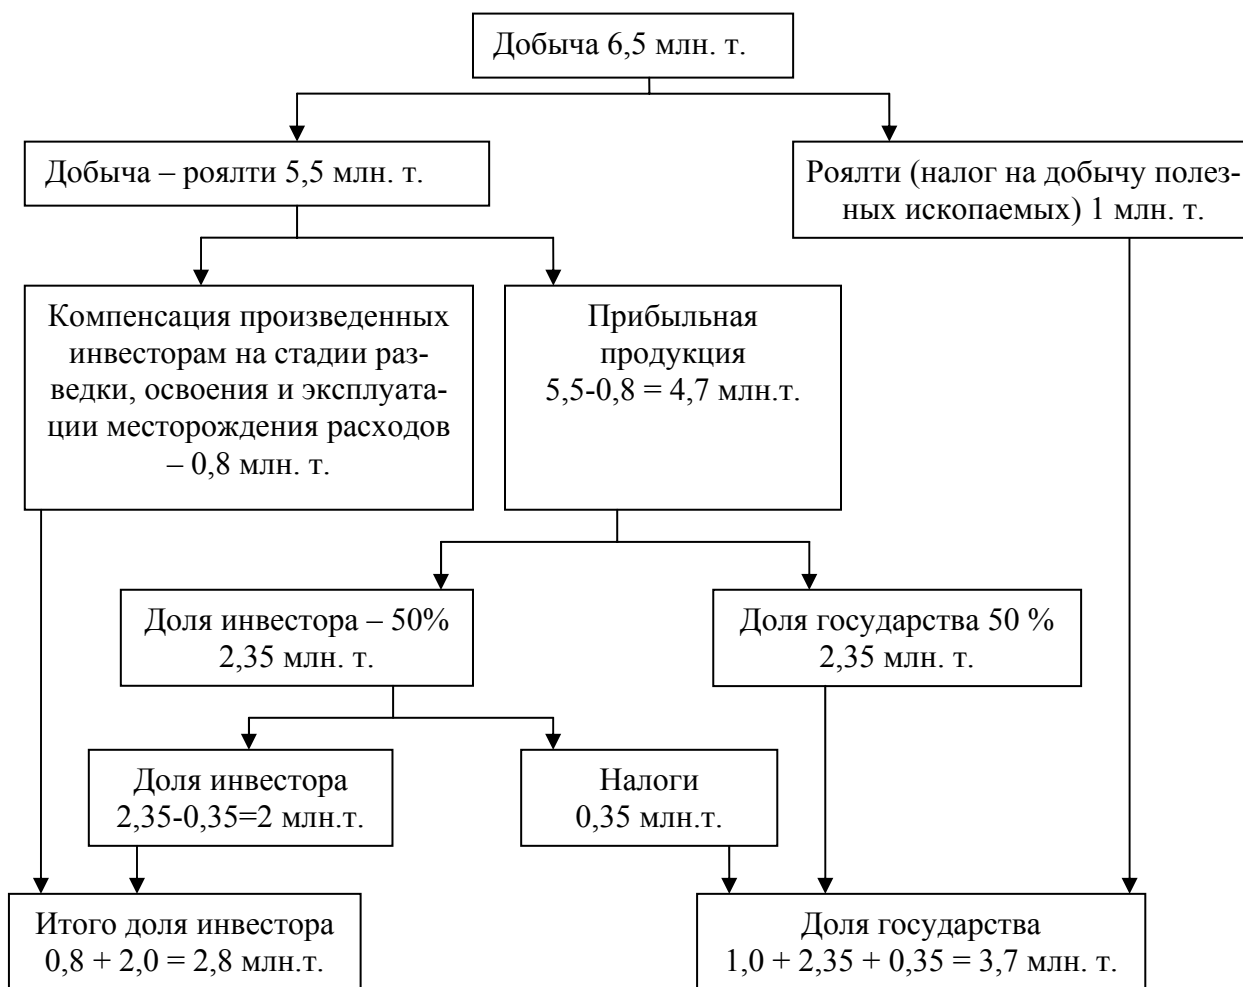 Добыча 6,5 млн. т.
Добыча – роялти 5,5 млн. т.
Роялти (налог на добычу полез-
ных ископаемых) 1 млн. т.
Компенсация произведенных
инвесторам на стадии раз-
ведки, освоения и эксплуата-
ции месторождения расходов
– 0,8 млн. т.
Прибыльная
продукция
5,5-0,8 = 4,7 млн.т.
Доля инвестора – 50%
2,35 млн. т.
Доля государства 50 %
2,35 млн. т.
Доля инвестора
2,35-0,35=2 млн.т.
Налоги
0,35 млн.т.
Итого доля инвестора
0,8 + 2,0 = 2,8 млн.т.
Доля государства
1,0 + 2,35 + 0,35 = 3,7 млн. т.